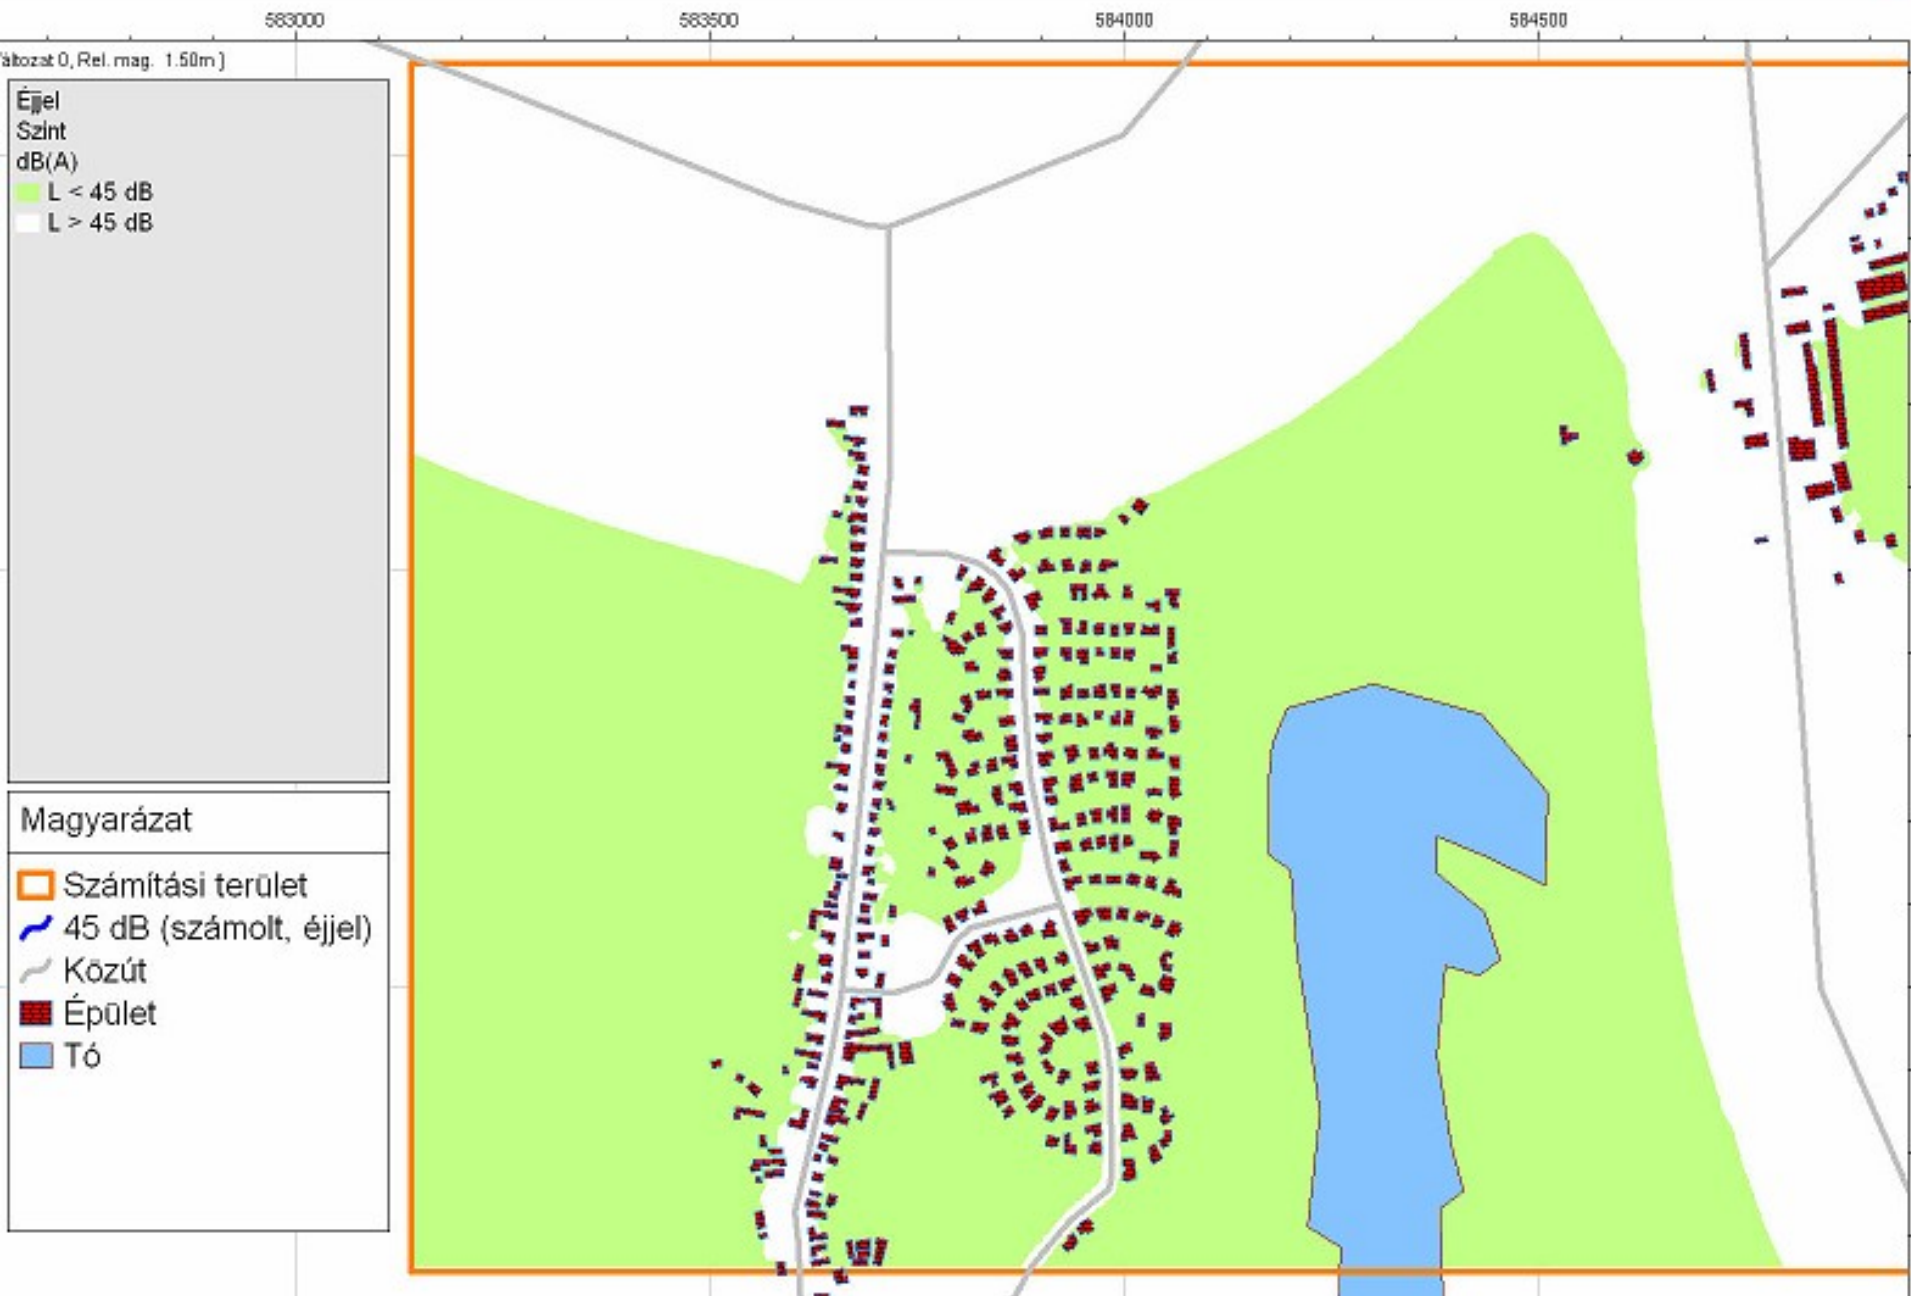 583000 583500 584000 584500
áltozat 0, Rel. mag. 1.50m ]
Éjjel
Szint
dB(A)
L < 45 dB
L > 45 dB
Magyarázat
Számítási terület
45 dB (számolt, éjjel)
Közút
Épület
Tó